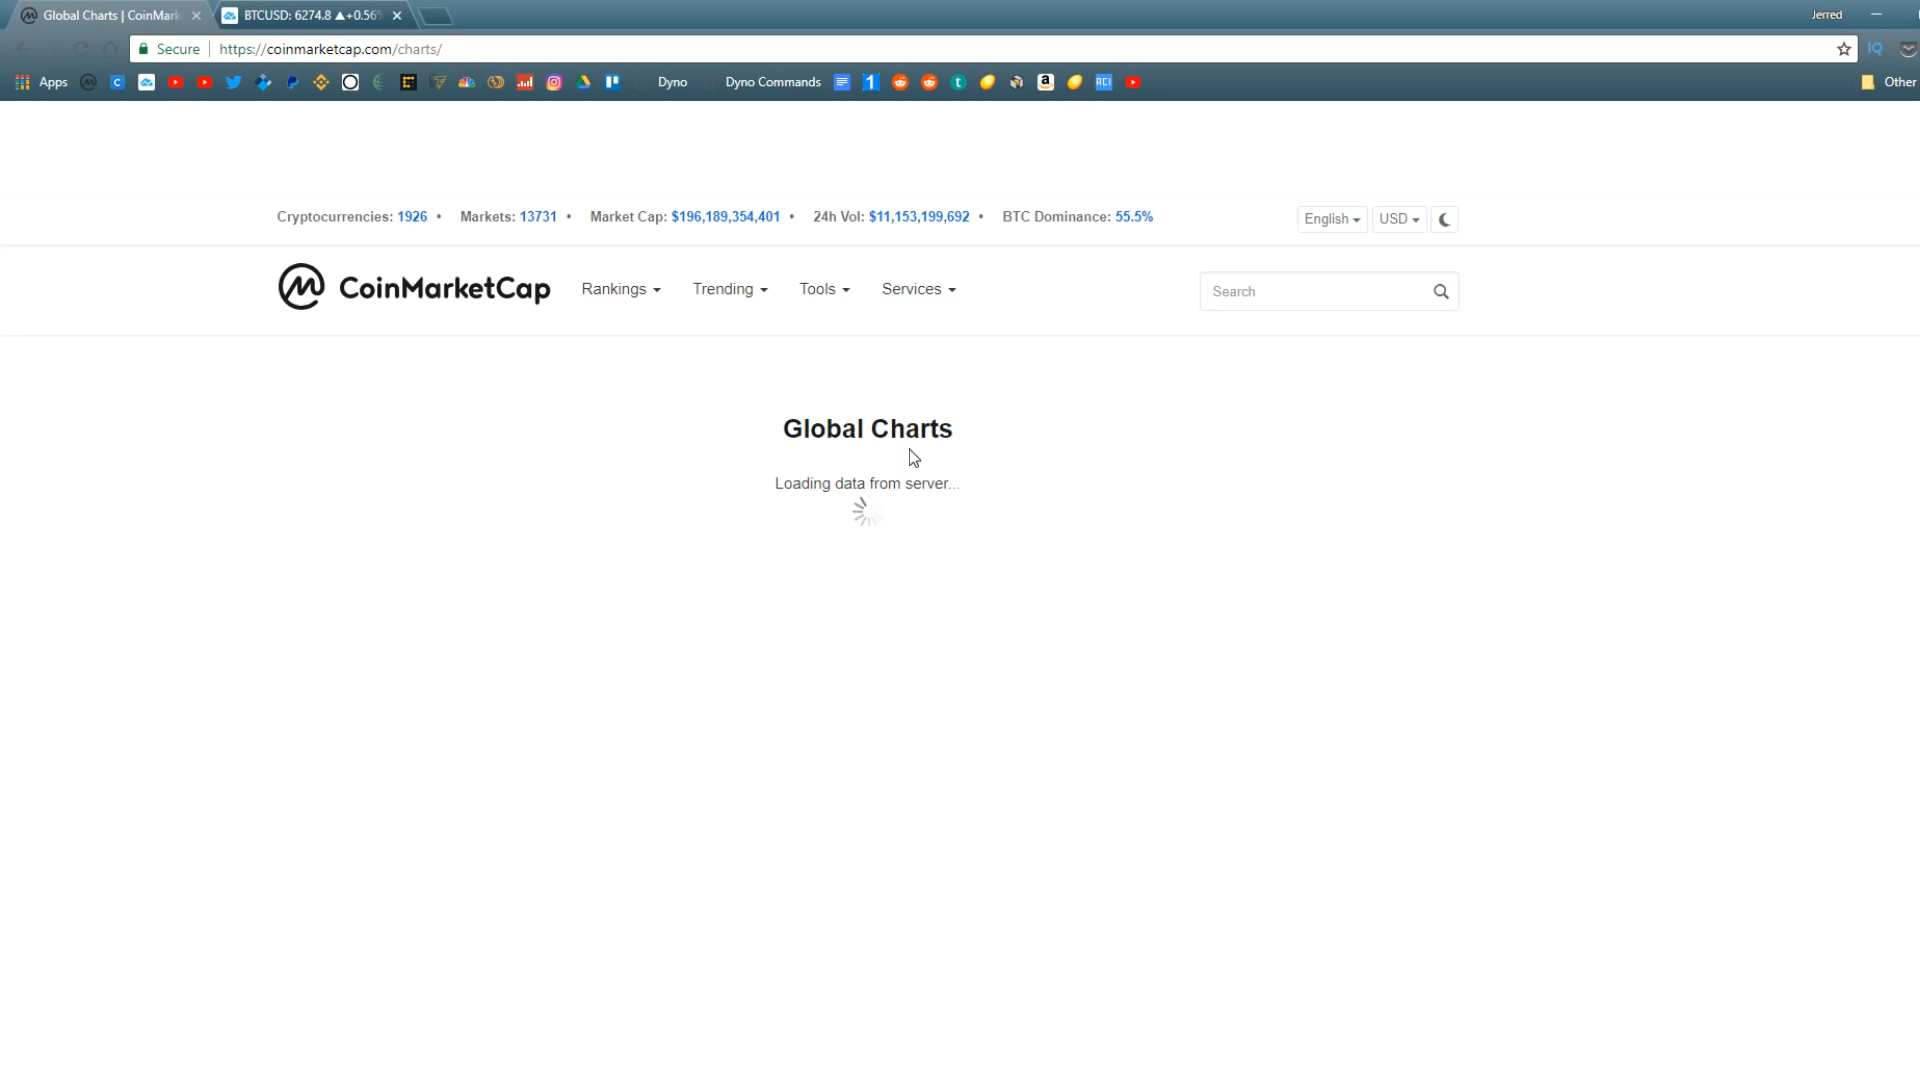 Global Charts | CoinMark
BTCUSD: 6274.8 ▲+0.56%
Jerred
Secure
https://coinmarketcap.com/charts/
IQ
Apps
Dyno
Dyno Commands
Other
Cryptocurrencies: 1926 • Markets: 13731 • Market Cap: $196,189,354,401 • 24h Vol: $11,153,199,692 • BTC Dominance: 55.5%
English
USD
CoinMarketCap
Rankings
Trending
Tools
Services
Search
Global Charts
Loading data from server...